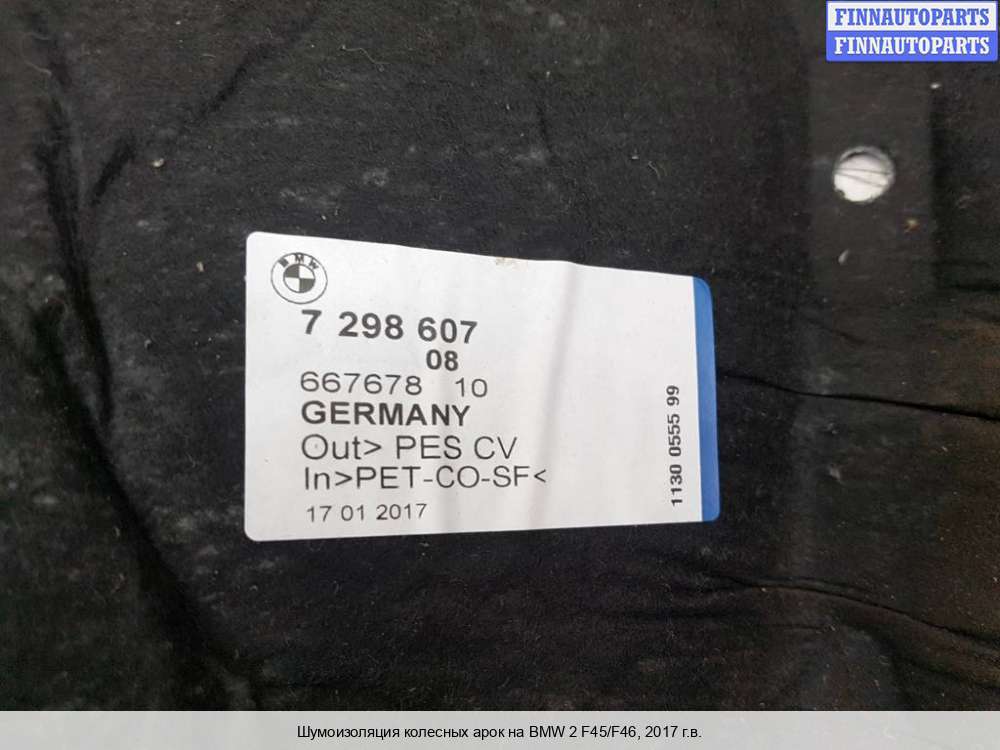 FINNAUTOPARTS
FINNAUTOPARTS
BMW
7 298 607
08
667678 10
GERMANY
Out> PES CV
In>PET-CO-SF<
17 01 2017
1130 0555 99
Шумоизоляция колесных арок на BMW 2 F45/F46, 2017 г.в.